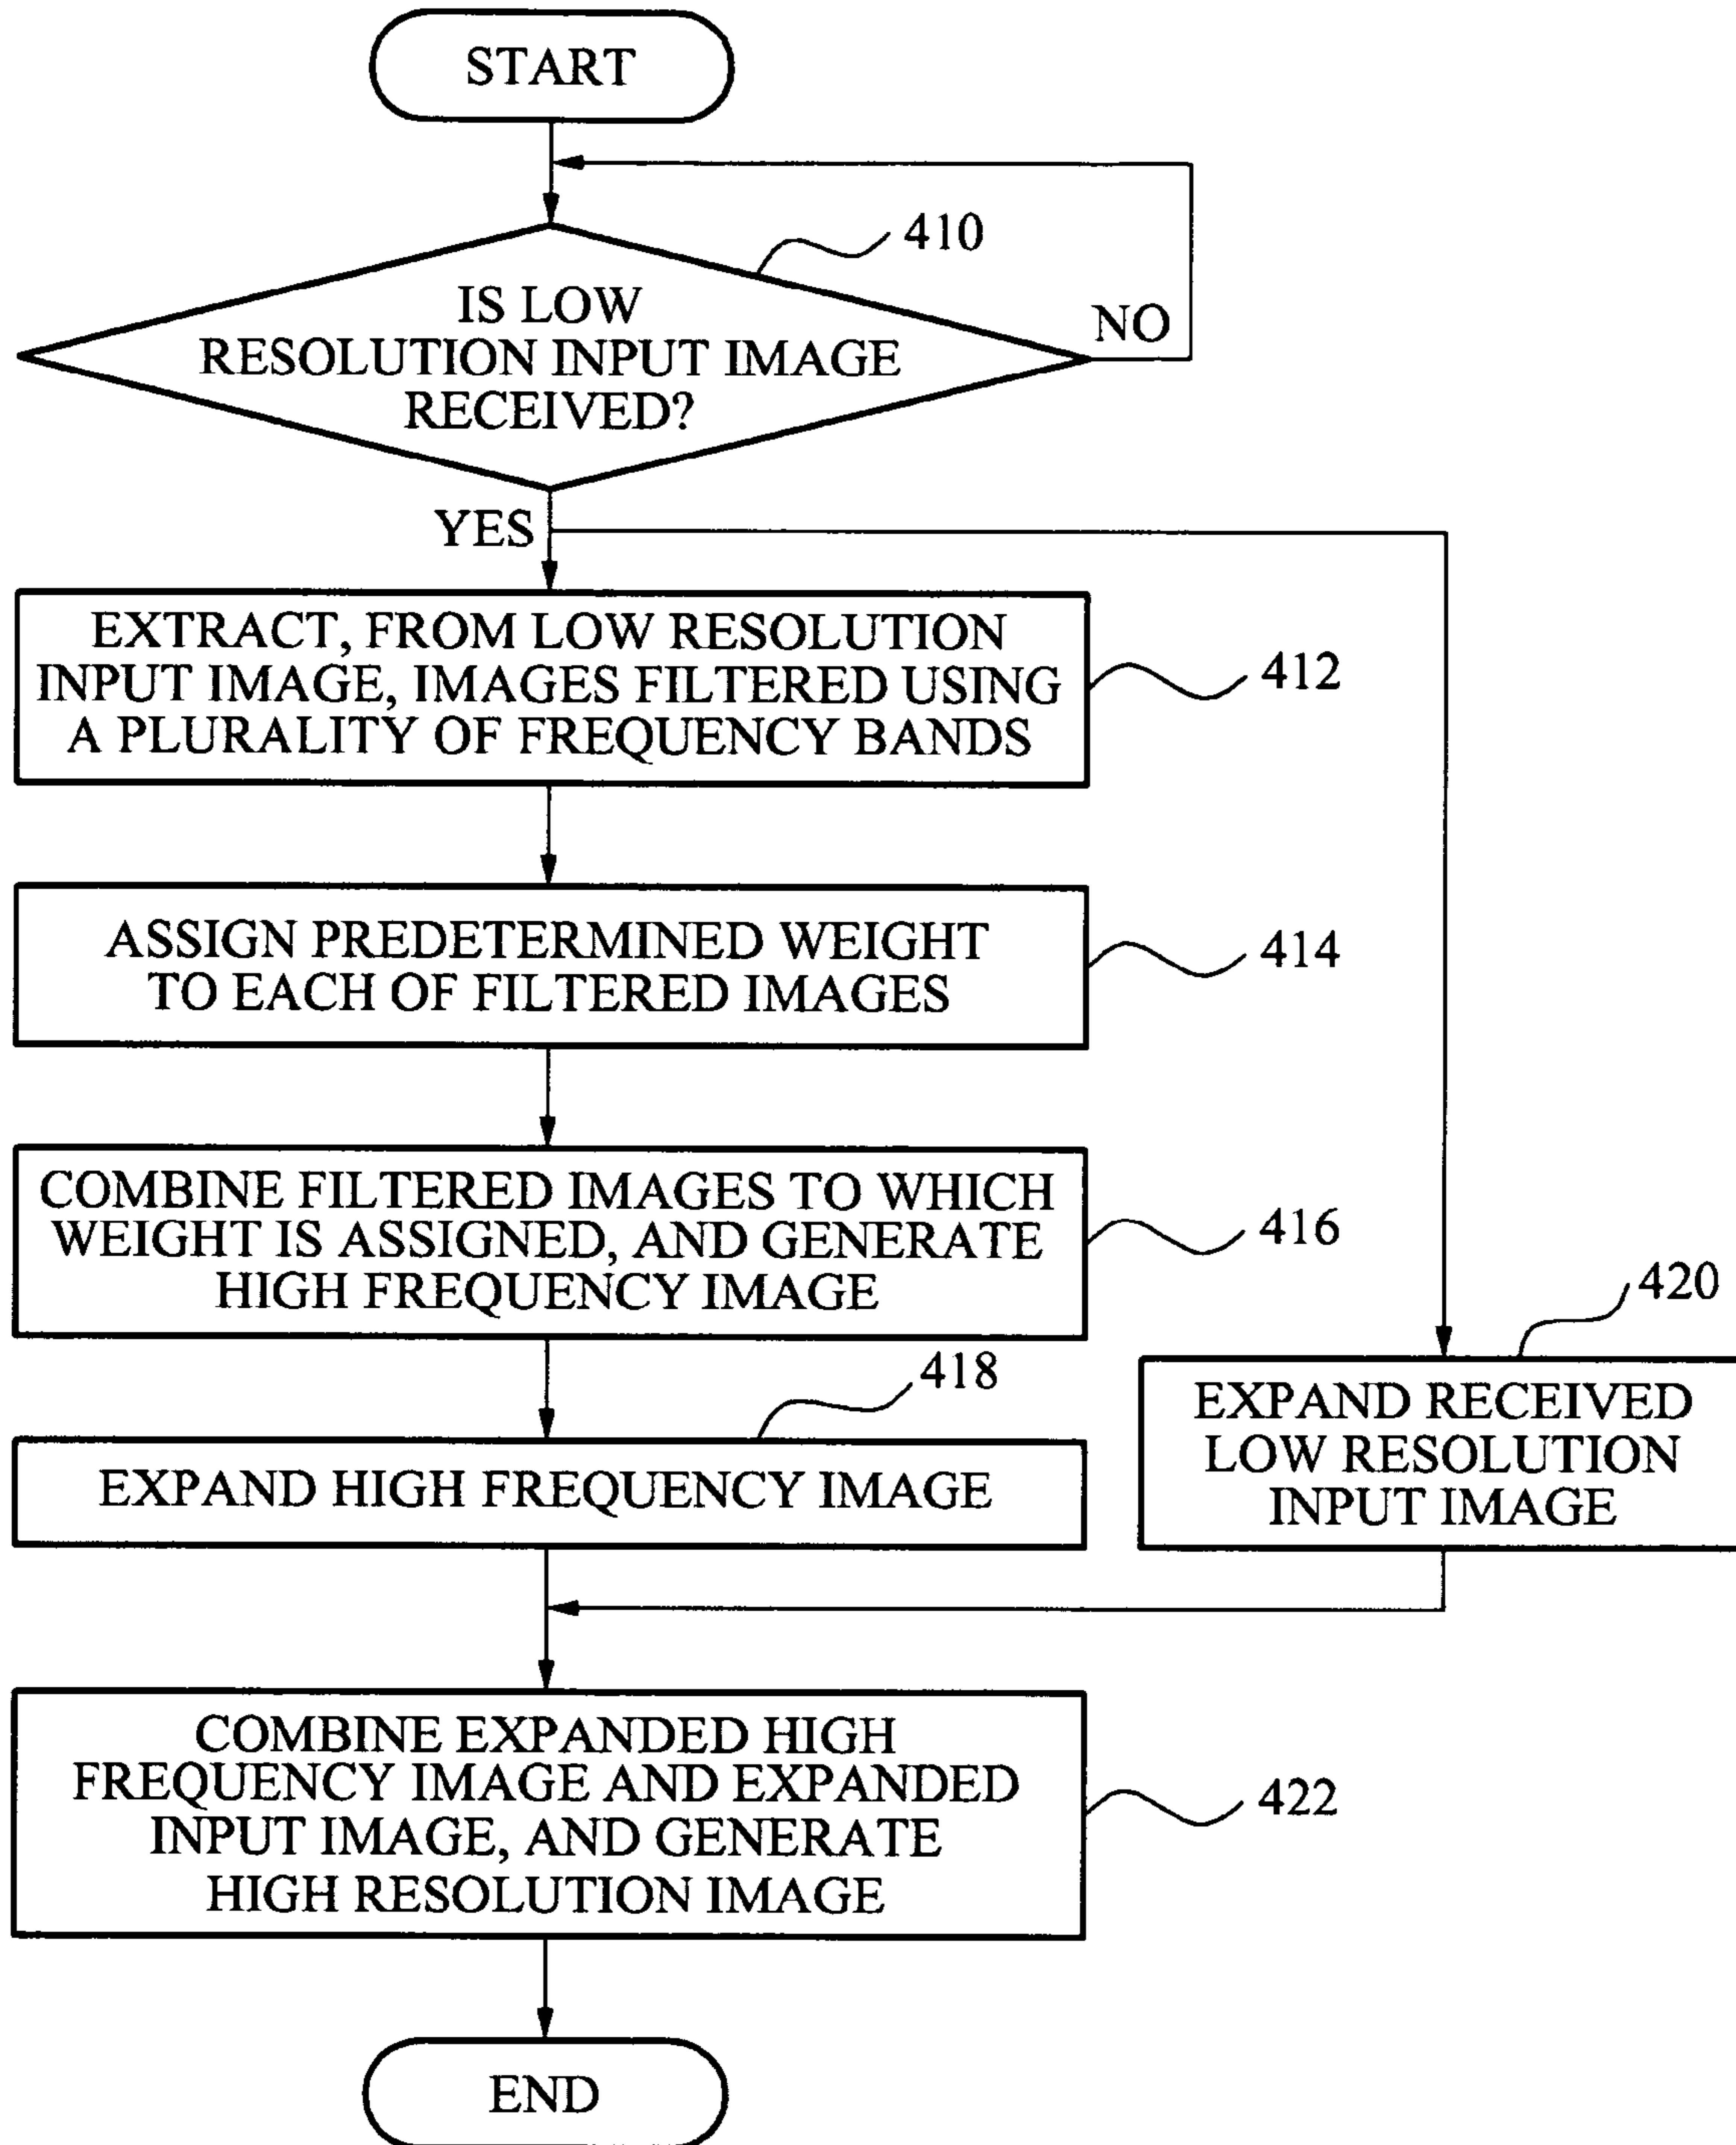 START
410
IS LOW
RESOLUTION INPUT IMAGE
RECEIVED?
NO
YES
EXTRACT, FROM LOW RESOLUTION
INPUT IMAGE, IMAGES FILTERED USING
A PLURALITY OF FREQUENCY BANDS
412
ASSIGN PREDETERMINED WEIGHT
TO EACH OF FILTERED IMAGES
414
COMBINE FILTERED IMAGES TO WHICH
WEIGHT IS ASSIGNED, AND GENERATE
HIGH FREQUENCY IMAGE
416
418
EXPAND HIGH FREQUENCY IMAGE
420
EXPAND RECEIVED
LOW RESOLUTION
INPUT IMAGE
COMBINE EXPANDED HIGH
FREQUENCY IMAGE AND EXPANDED
INPUT IMAGE, AND GENERATE
HIGH RESOLUTION IMAGE
422
END